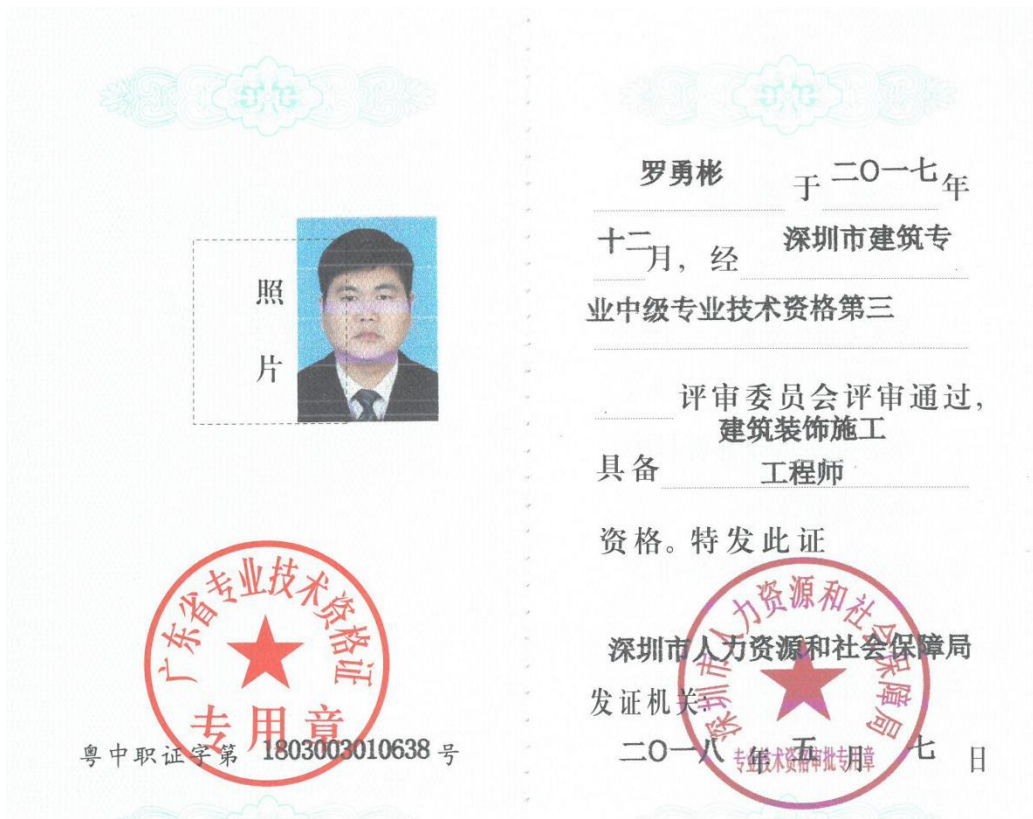 照
片
广东省专业技术资格证
专用章
粤中职证字第 1803003010638 号
罗勇彬 于 二〇一七 年
十二 月，经 深圳市建筑专
业中级专业技术资格第三
评审委员会评审通过，
建筑装饰施工
具备 工程师
资格。特发此证
深圳市人力资源和社会保障局
深圳市人力资源和社会保障局
发证机关：
二〇一八 年 五 月 七 日
专业技术资格审批专用章